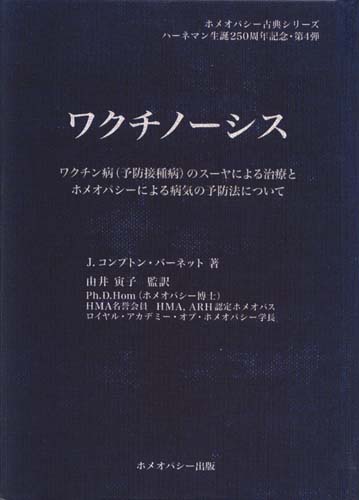 ホメオパシー古典シリーズ
ハーネマン生誕250周年記念・第4弾
ワクチノーシス
ワクチン病(予防接種病)のスーヤによる治療と
ホメオパシーによる病気の予防法について
J. コンプトン・バーネット 著
由井 寅子 監訳
Ph.D.Hom(ホメオパシー博士)
HMA名誉会員 HMA, ARH認定ホメオパス
ロイヤル・アカデミー・オブ・ホメオパシー学長
ホメオパシー出版